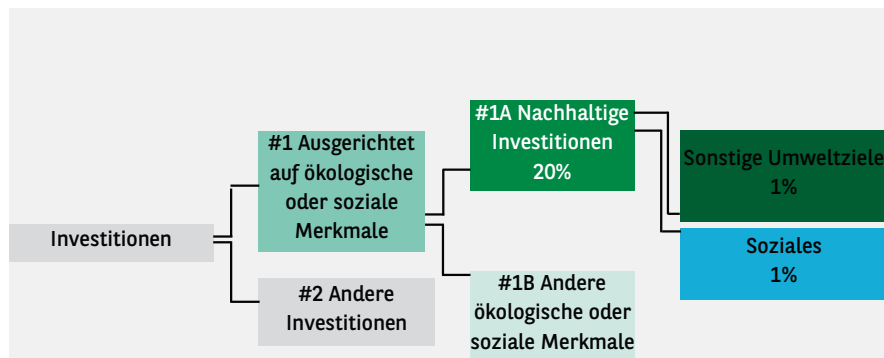 Investitionen
#1 Ausgerichtet
auf ökologische
oder soziale
Merkmale
#2 Andere
Investitionen
#1A Nachhaltige
Investitionen
20%
#1B Andere
ökologische oder
soziale Merkmale
Sonstige Umweltziele
1%
Soziales
1%